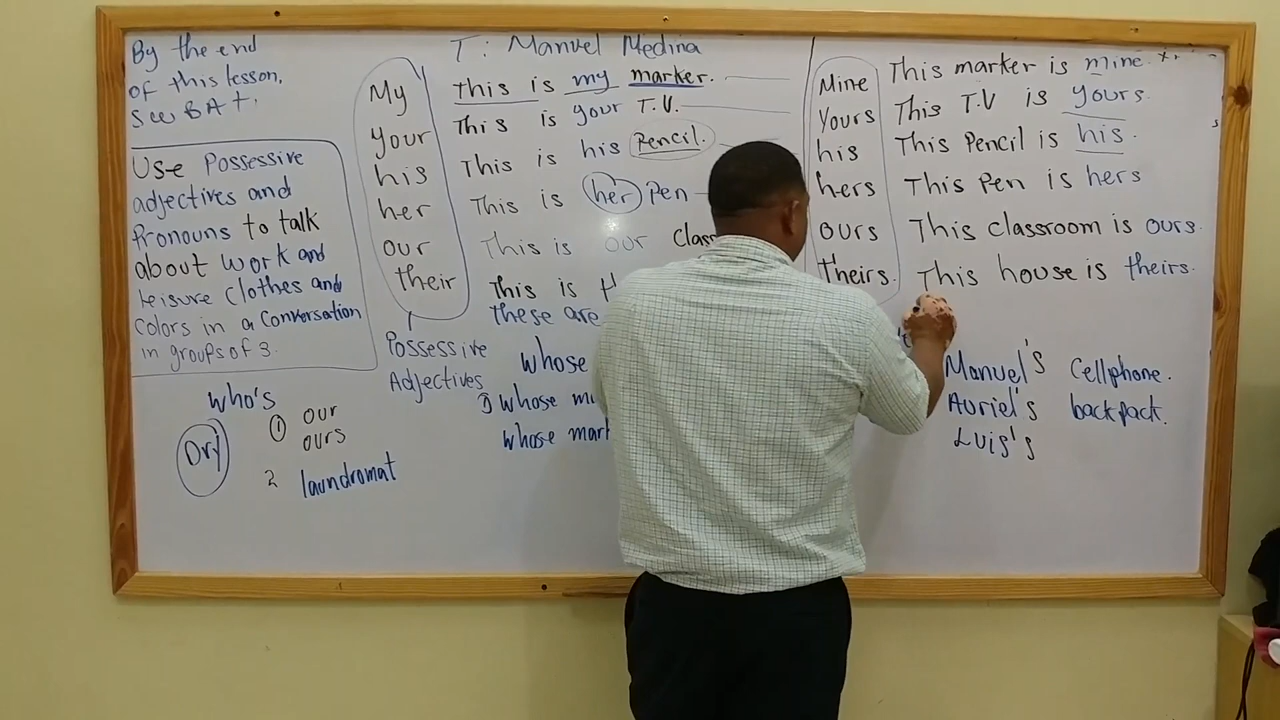 By the end
of this lesson,
SWBAT.
Use Possessive
adjectives and
Pronouns to talk
about work and
leisure clothes and
Colors in a Conversation
in groups of 3.
who's
Dry
1 our
ours
2 laundromat
T: Manuel Medina
My
your
his
her
our
their
Possessive
Adjectives
This is my marker.
This is your T.V.
This is his Pencil.
This is her Pen
This is our Class
This is
these are
whose
1) whose
whose
Mine
Yours
his
hers
ours
Theirs.
This marker is mine.
This T.V is yours.
This Pencil is his.
This Pen is hers
This classroom is ours.
This house is theirs.
Manuel's Cellphone.
Auriel's backpack.
Luis's